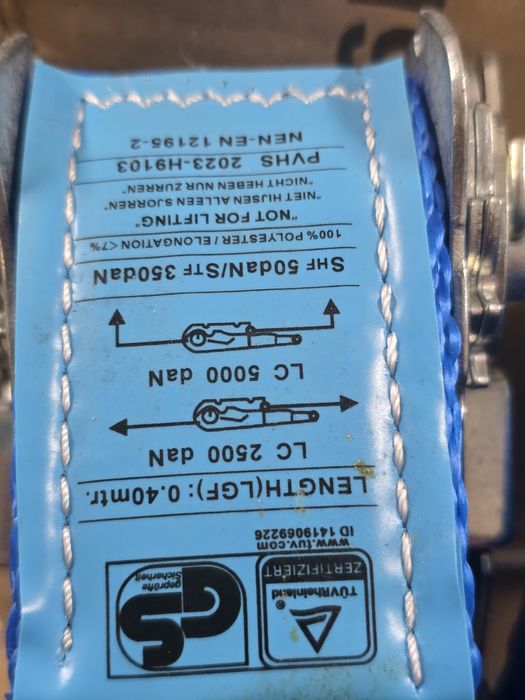 TÜVRheinland®
ZERTIFIZIERT
GS
geprüfte
Sicherheit
www.tuv.com
ID 1419069226
LENGTH(LGF): 0.40mtr.
LC 2500 daN
LC 5000 daN
SHF 50daN/STF 350daN
100% POLYESTER / ELONGATION <7%
"NOT FOR LIFTING"
"NIET HIJSEN ALLEEN SJORREN"
"NICHT HEBEN NUR ZURREN"
PVHS 2023-H9103
NEN-EN 12195-2